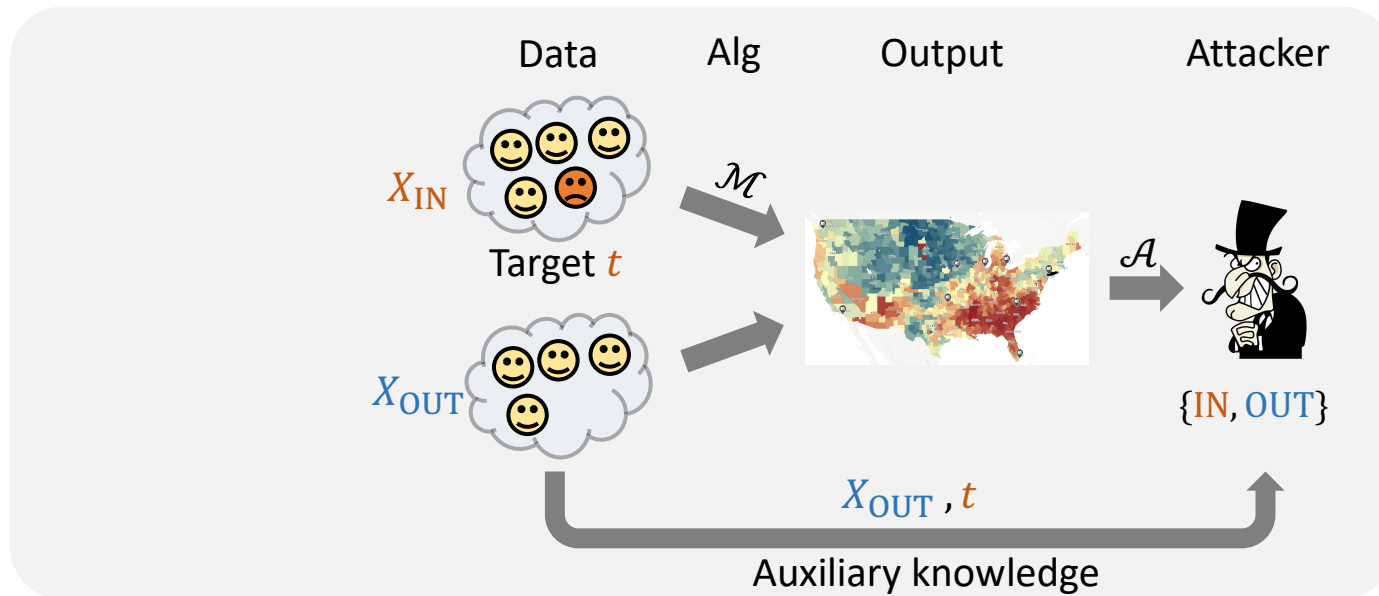 Data Alg Output Attacker
X_IN
ℳ
Target t
𝒜
X_OUT
{IN, OUT}
X_OUT , t
Auxiliary knowledge